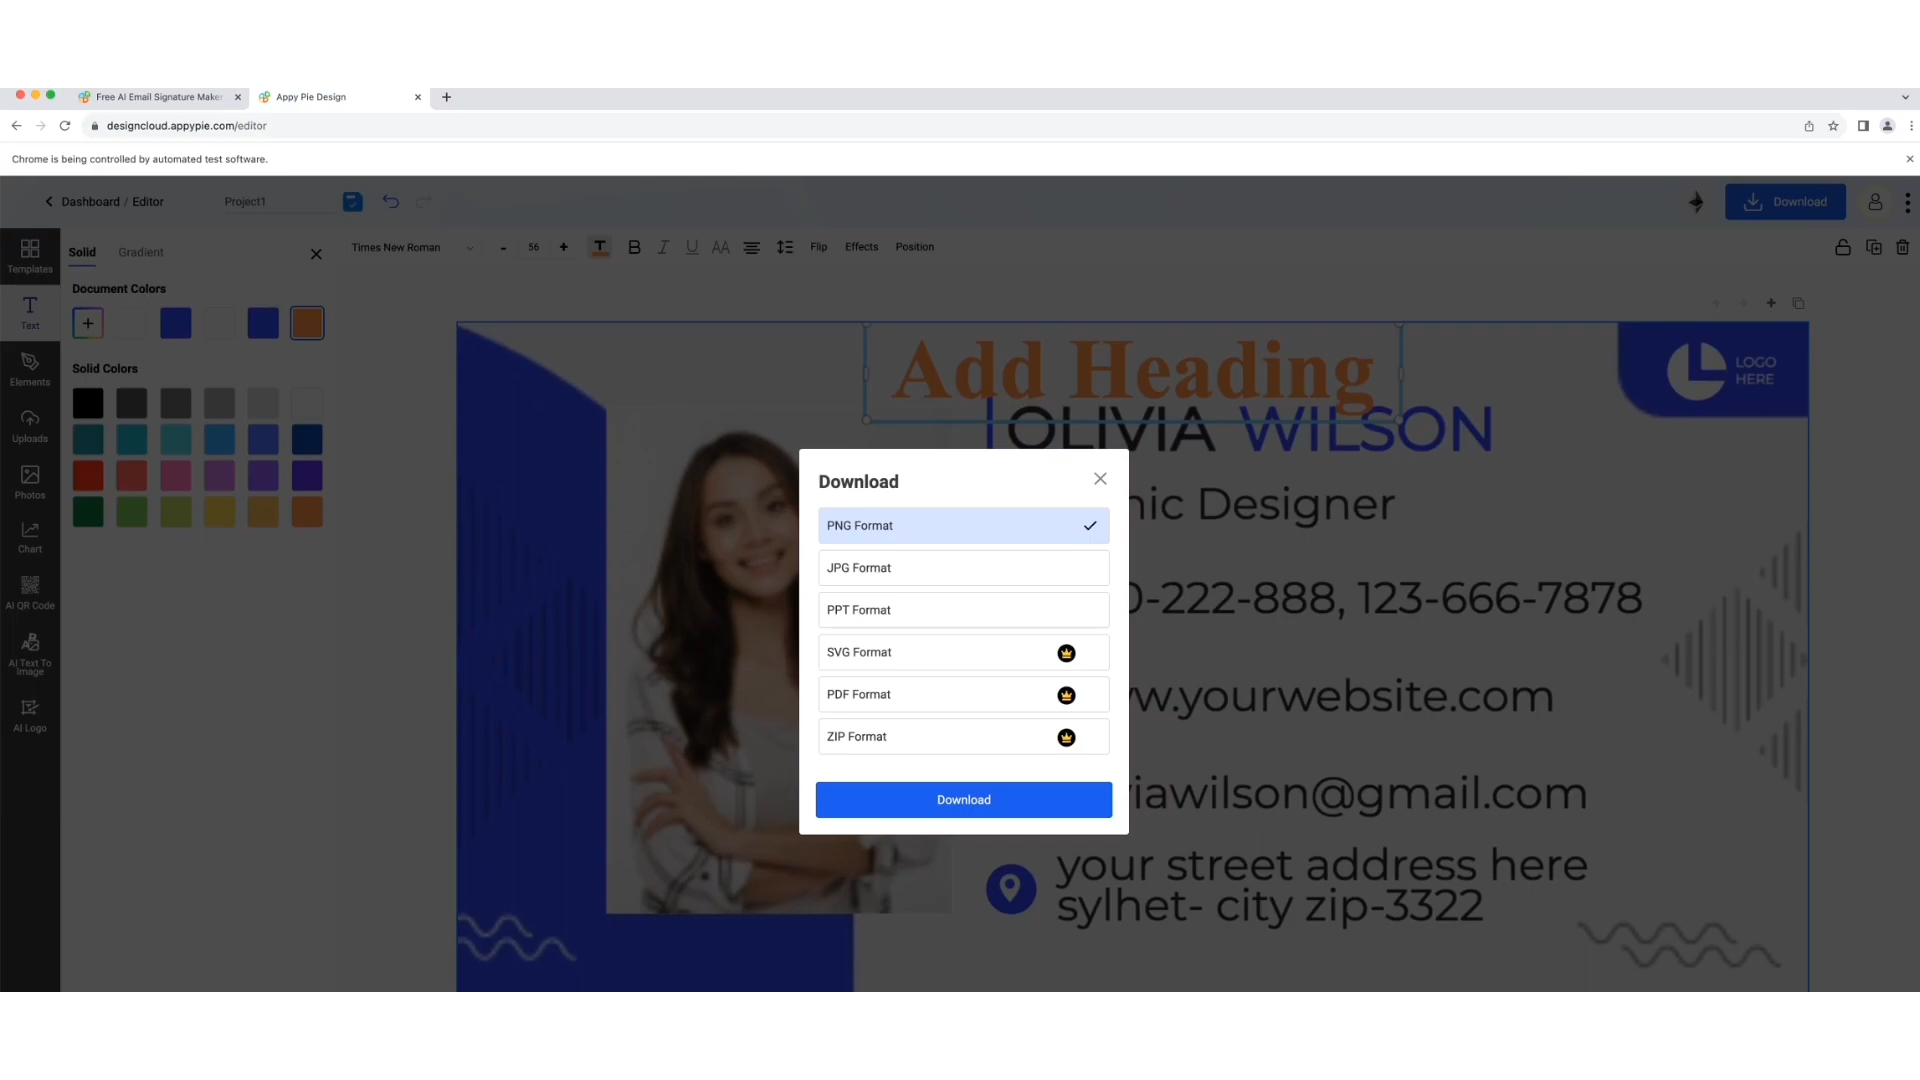 Free AI Email Signature Maker
Appy Pie Design
designcloud.appypie.com/editor
Chrome is being controlled by automated test software.
Dashboard / Editor
Project1
Download
Templates
Text
Elements
Uploads
Photos
Chart
AI QR Code
AI Text To
Image
AI Logo
Solid
Gradient
Document Colors
Solid Colors
Times New Roman
- 56 +
T B I U AA
Flip
Effects
Position
Add Heading
LOGO
HERE
OLIVIA WILSON
nic Designer
0-222-888, 123-666-7878
w.yourwebsite.com
viawilson@gmail.com
your street address here
sylhet- city zip-3322
Download
PNG Format
JPG Format
PPT Format
SVG Format
PDF Format
ZIP Format
Download